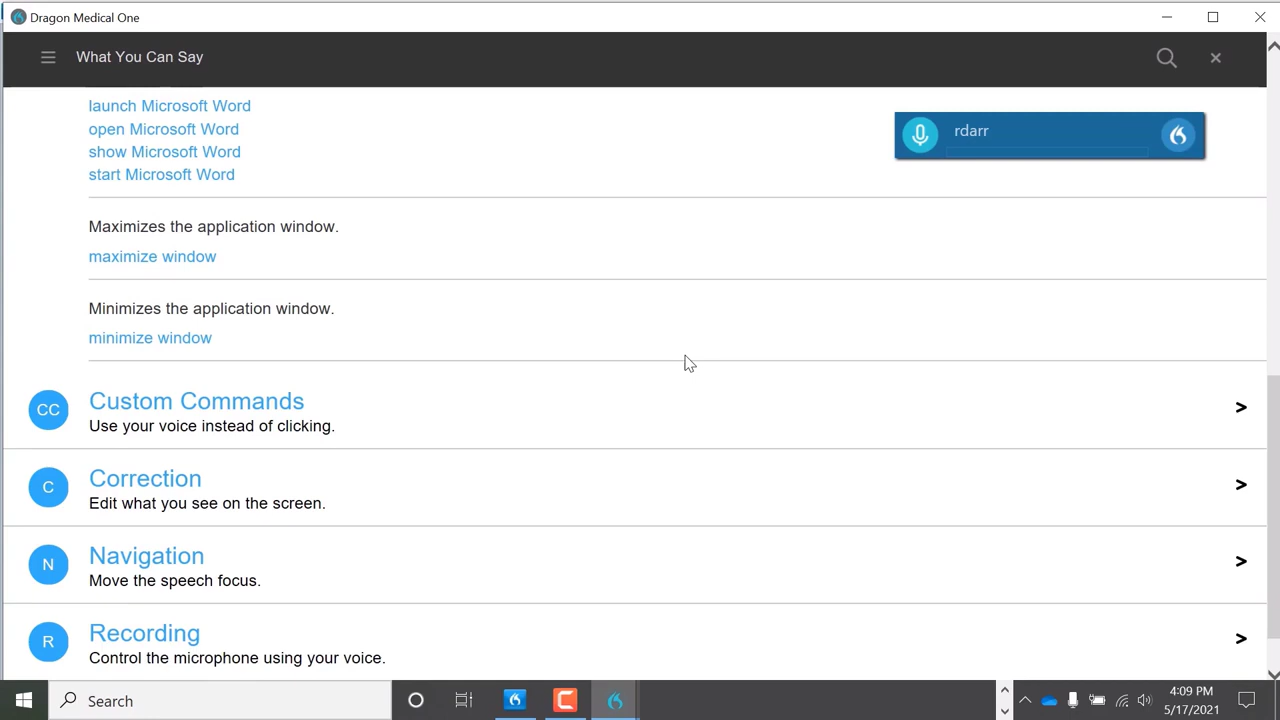 Dragon Medical One
What You Can Say
launch Microsoft Word
open Microsoft Word
show Microsoft Word
start Microsoft Word
rdarr
Maximizes the application window.
maximize window
Minimizes the application window.
minimize window
CC
Custom Commands
Use your voice instead of clicking.
>
C
Correction
Edit what you see on the screen.
>
N
Navigation
Move the speech focus.
>
R
Recording
Control the microphone using your voice.
>
Search
4:09 PM
5/17/2021